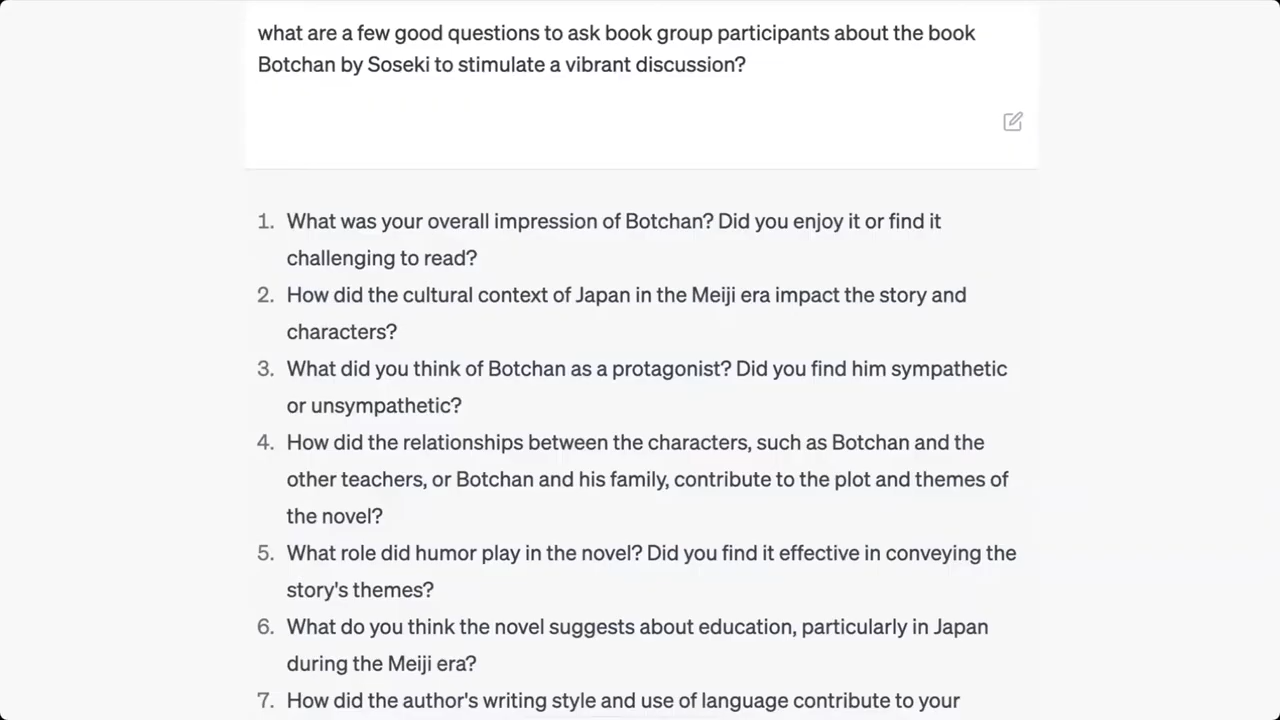 what are a few good questions to ask book group participants about the book
Botchan by Soseki to stimulate a vibrant discussion?
1. What was your overall impression of Botchan? Did you enjoy it or find it
challenging to read?
2. How did the cultural context of Japan in the Meiji era impact the story and
characters?
3. What did you think of Botchan as a protagonist? Did you find him sympathetic
or unsympathetic?
4. How did the relationships between the characters, such as Botchan and the
other teachers, or Botchan and his family, contribute to the plot and themes of
the novel?
5. What role did humor play in the novel? Did you find it effective in conveying the
story's themes?
6. What do you think the novel suggests about education, particularly in Japan
during the Meiji era?
7. How did the author's writing style and use of language contribute to your